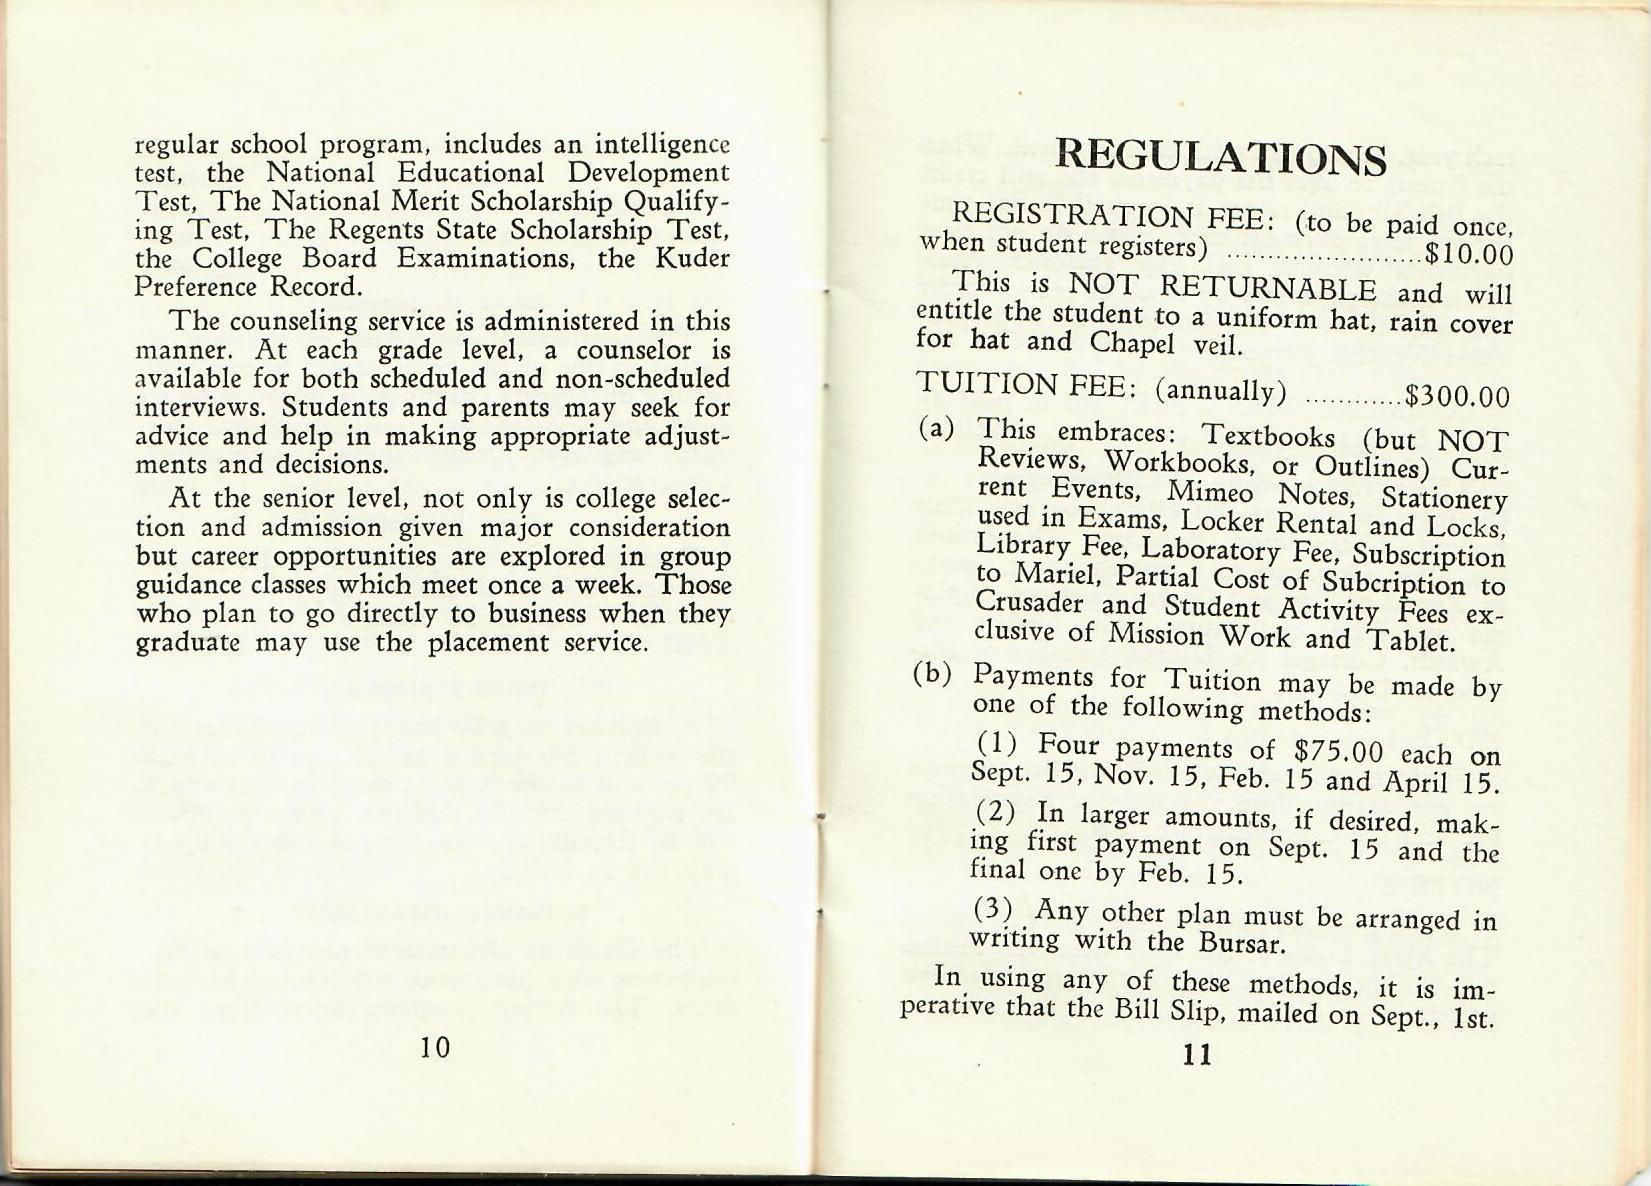 regular school program, includes an intelligence
test, the National Educational Development
Test, The National Merit Scholarship Qualify-
ing Test, The Regents State Scholarship Test,
the College Board Examinations, the Kuder
Preference Record.
The counseling service is administered in this
manner. At each grade level, a counselor is
available for both scheduled and non-scheduled
interviews. Students and parents may seek for
advice and help in making appropriate adjust-
ments and decisions.
At the senior level, not only is college selec-
tion and admission given major consideration
but career opportunities are explored in group
guidance classes which meet once a week. Those
who plan to go directly to business when they
graduate may use the placement service.
10
REGULATIONS
REGISTRATION FEE: (to be paid once,
when student registers) ............................$10.00
This is NOT RETURNABLE and will
entitle the student to a uniform hat, rain cover
for hat and Chapel veil.
TUITION FEE: (annually) ..............$300.00
(a) This embraces: Textbooks (but NOT
Reviews, Workbooks, or Outlines) Cur-
rent Events, Mimeo Notes, Stationery
used in Exams, Locker Rental and Locks,
Library Fee, Laboratory Fee, Subscription
to Mariel, Partial Cost of Subcription to
Crusader and Student Activity Fees ex-
clusive of Mission Work and Tablet.
(b) Payments for Tuition may be made by
one of the following methods:
(1) Four payments of $75.00 each on
Sept. 15, Nov. 15, Feb. 15 and April 15.
(2) In larger amounts, if desired, mak-
ing first payment on Sept. 15 and the
final one by Feb. 15.
(3) Any other plan must be arranged in
writing with the Bursar.
In using any of these methods, it is im-
perative that the Bill Slip, mailed on Sept., 1st.
11